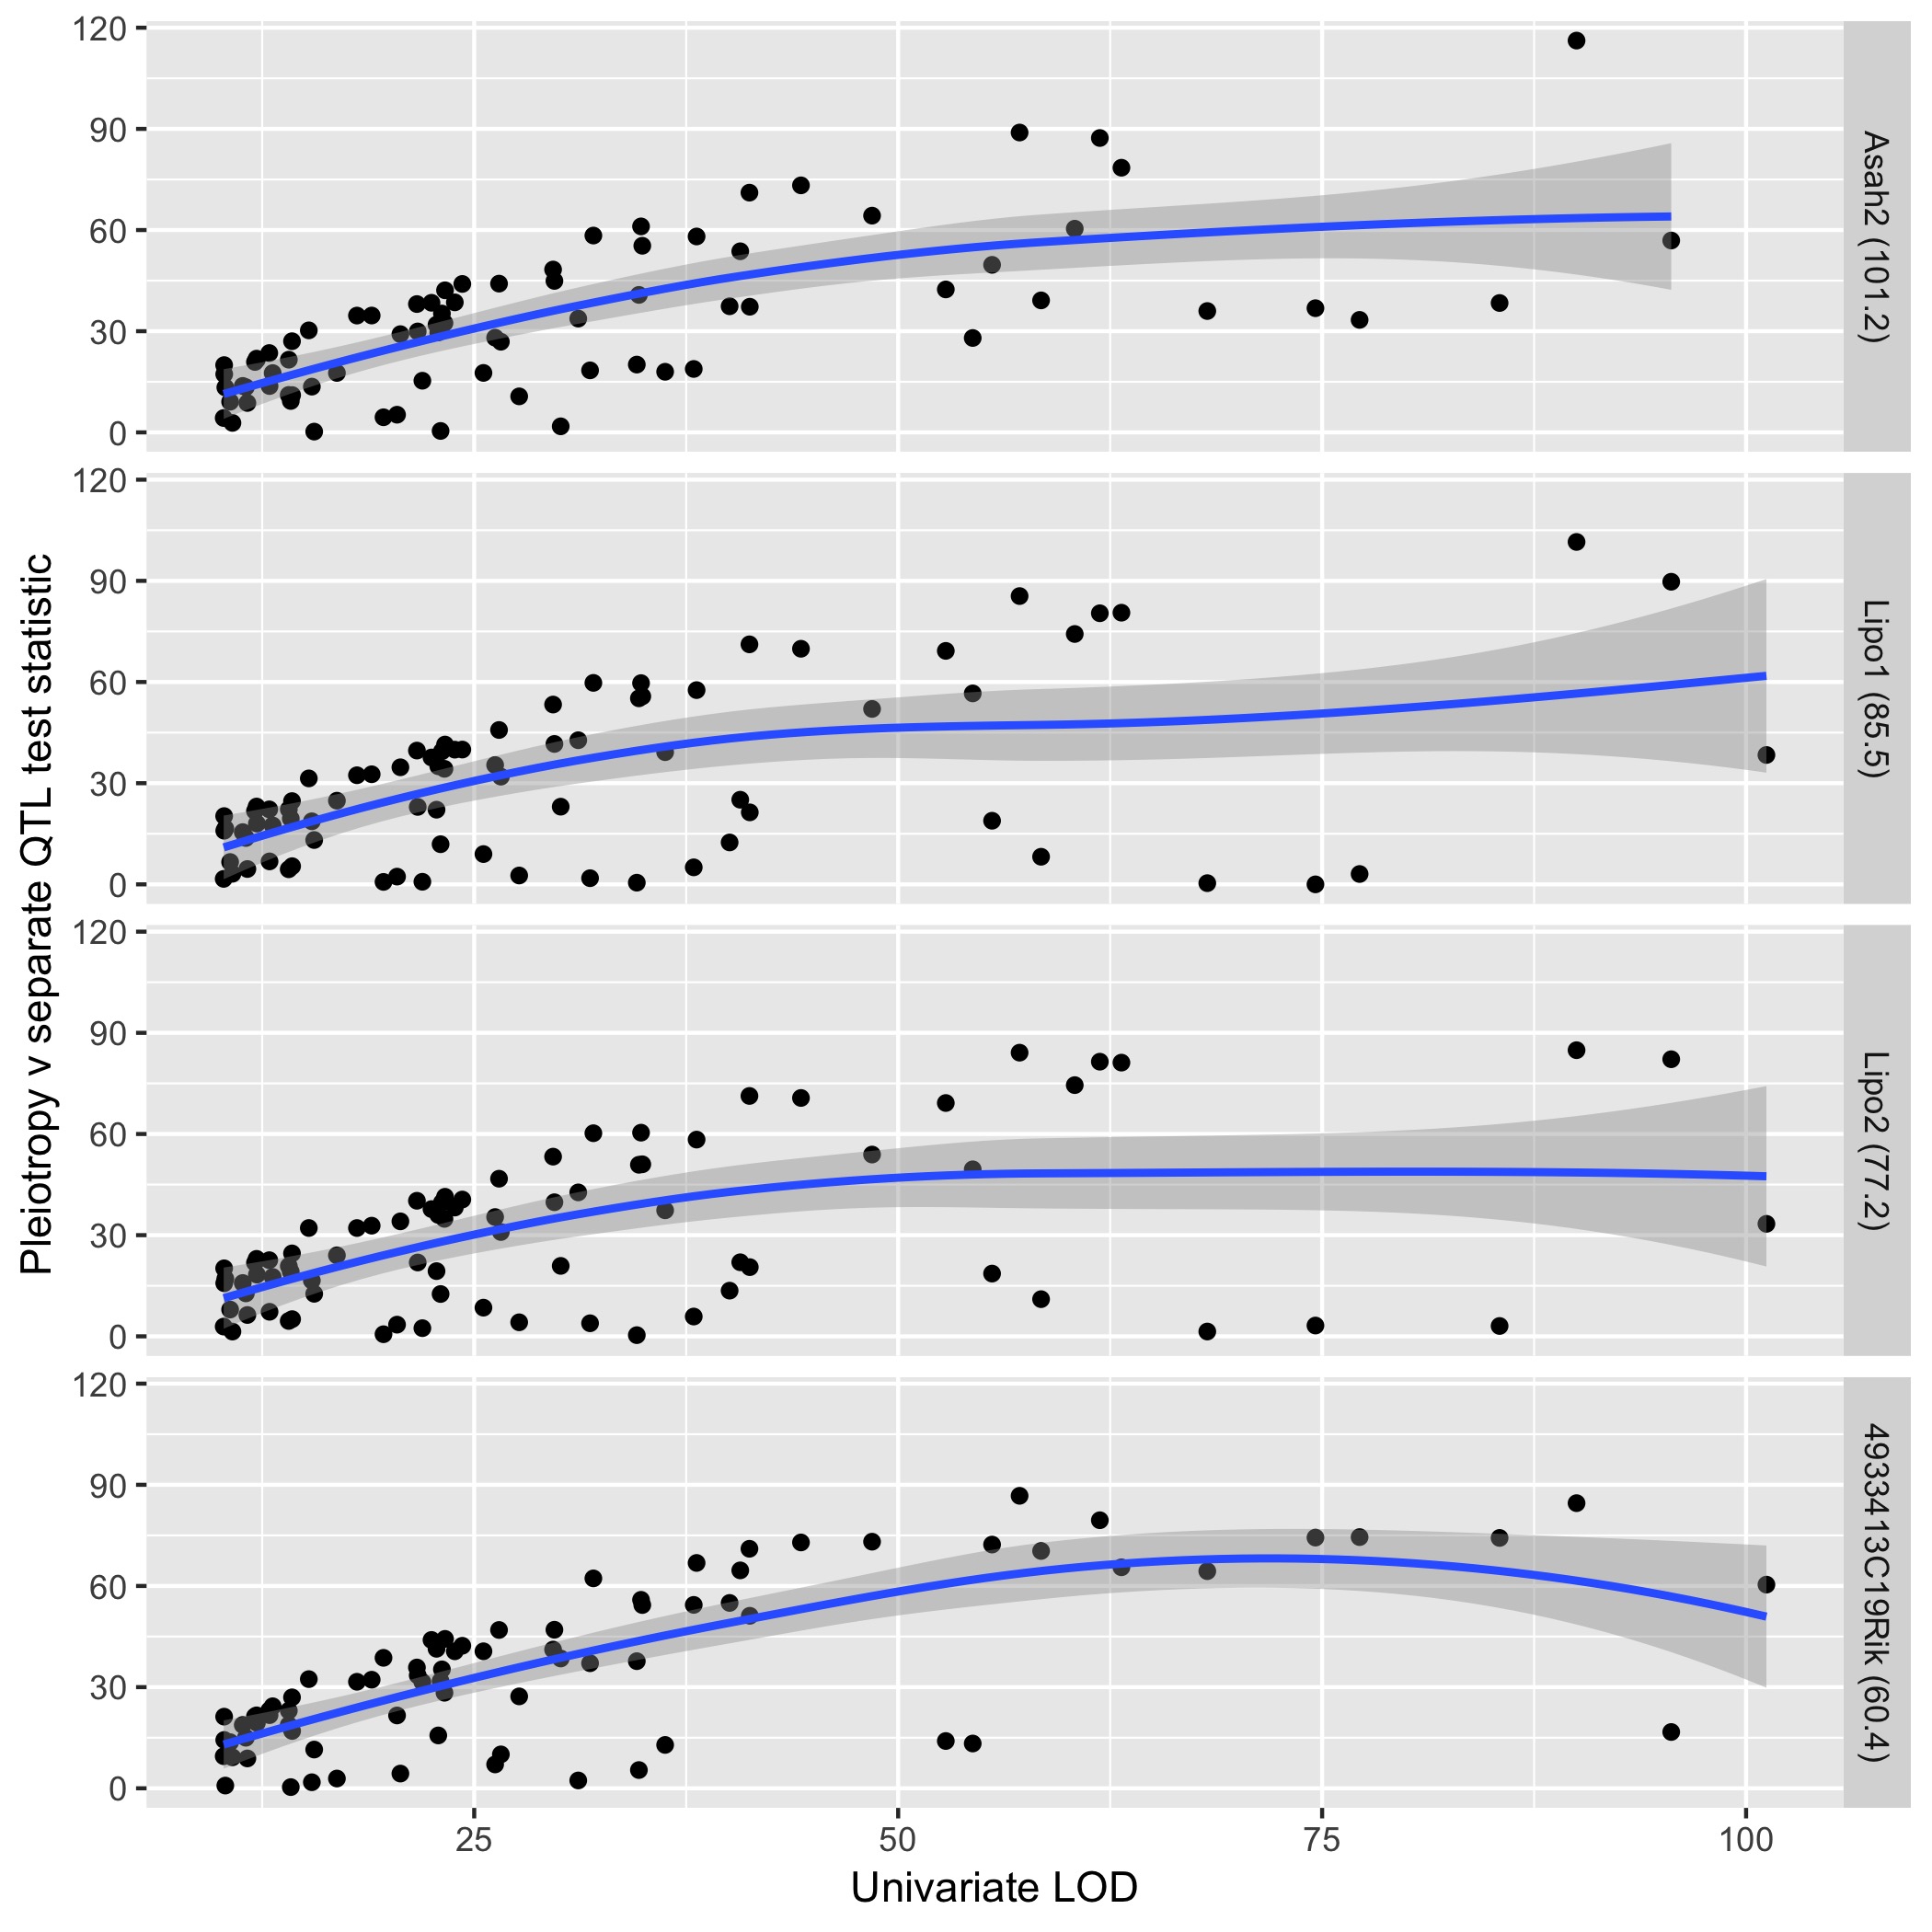 Pleiotropy v separate QTL test statistic
120
90
60
30
0
Asah2 (101.2)
120
90
60
30
0
Lipo1 (85.5)
120
90
60
30
0
Lipo2 (77.2)
120
90
60
30
0
4933413C19Rik (60.4)
25 50 75 100
Univariate LOD